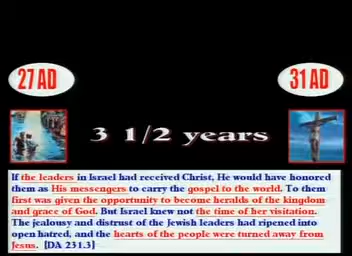 27 AD
31 AD
3 1/2 years
If the leaders in Israel had received Christ, He would have honored
them as His messengers to carry the gospel to the world. To them
first was given the opportunity to become heralds of the kingdom
and grace of God. But Israel knew not the time of her visitation.
The jealousy and distrust of the Jewish leaders had ripened into
open hatred, and the hearts of the people were turned away from
Jesus. {DA 231.3}